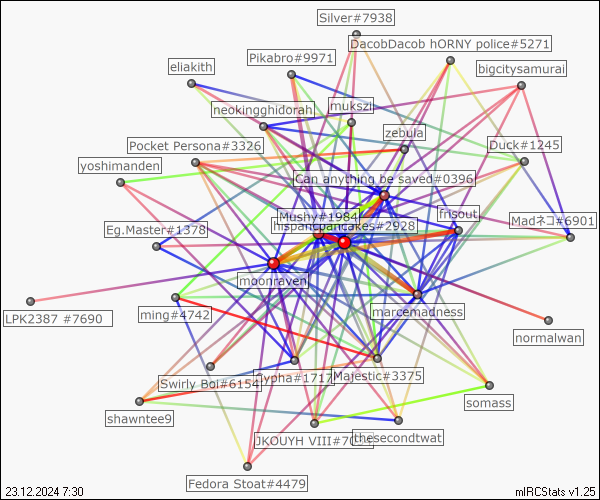 Silver#7938
DacobDacob hORNY police#5271
Pikabro#9971
eliakith
bigcitysamurai
mukszi
neokingghidorah
zebula
Pocket Persona#3326
Duck#1245
yoshimanden
Can anything be saved#0396
Mushy#1984
frisout
Madネコ#6901
hispanicpancakes#2928
Eg.Master#1378
moonraven
marcemadness
LPK2387 #7690
ming#4742
normalwan
Swirly Boi#6154
Cypha#1717
Majestic#3375
somass
shawntee9
JKOUYH VIII#
thesecondtwat
Fedora Stoat#4479
23.12.2024 7:30
mIRCStats v1.25